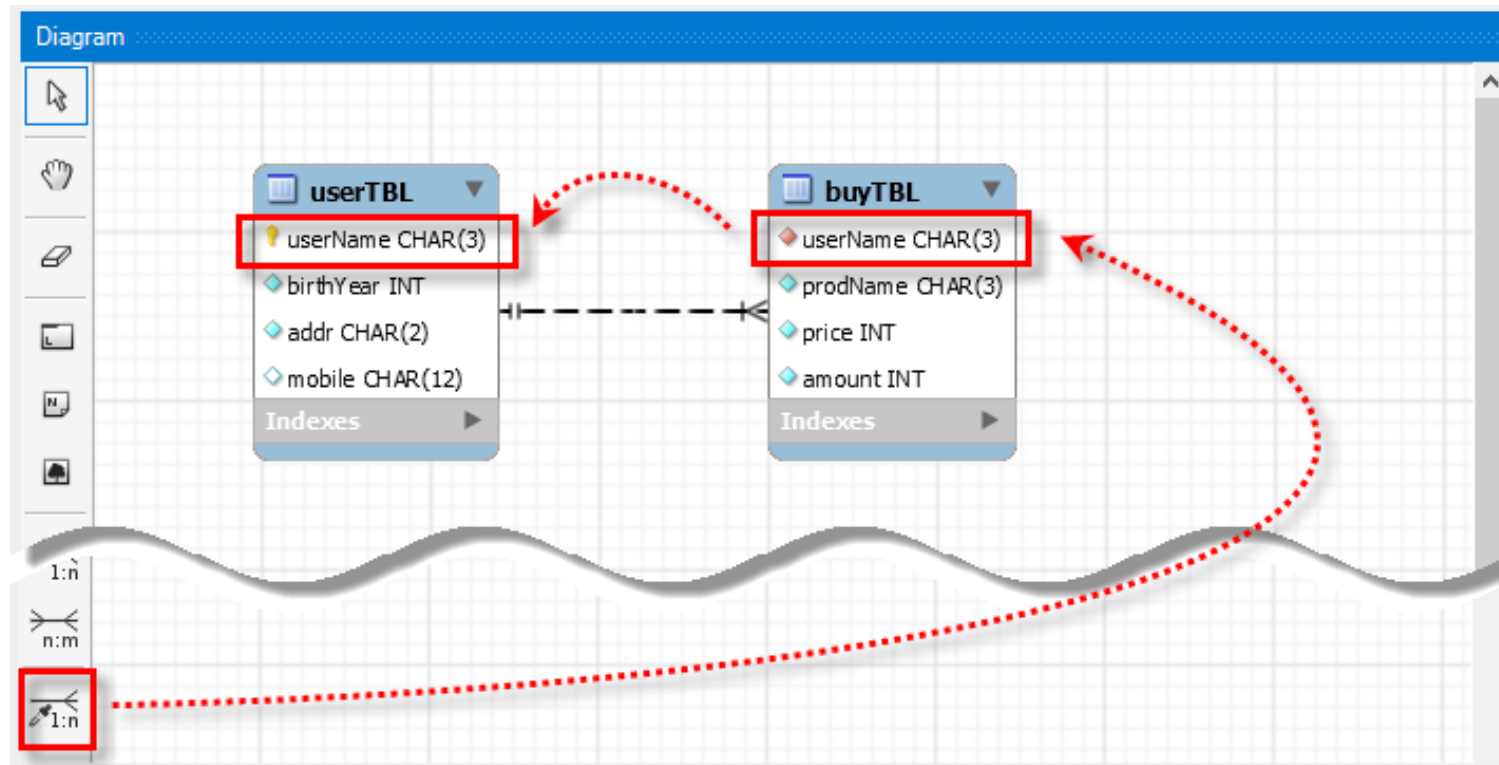 Diagram
userTBL
userName CHAR(3)
birthYear INT
addr CHAR(2)
mobile CHAR(12)
Indexes
buyTBL
userName CHAR(3)
prodName CHAR(3)
price INT
amount INT
Indexes
L
N
1:n
n:m
1:n